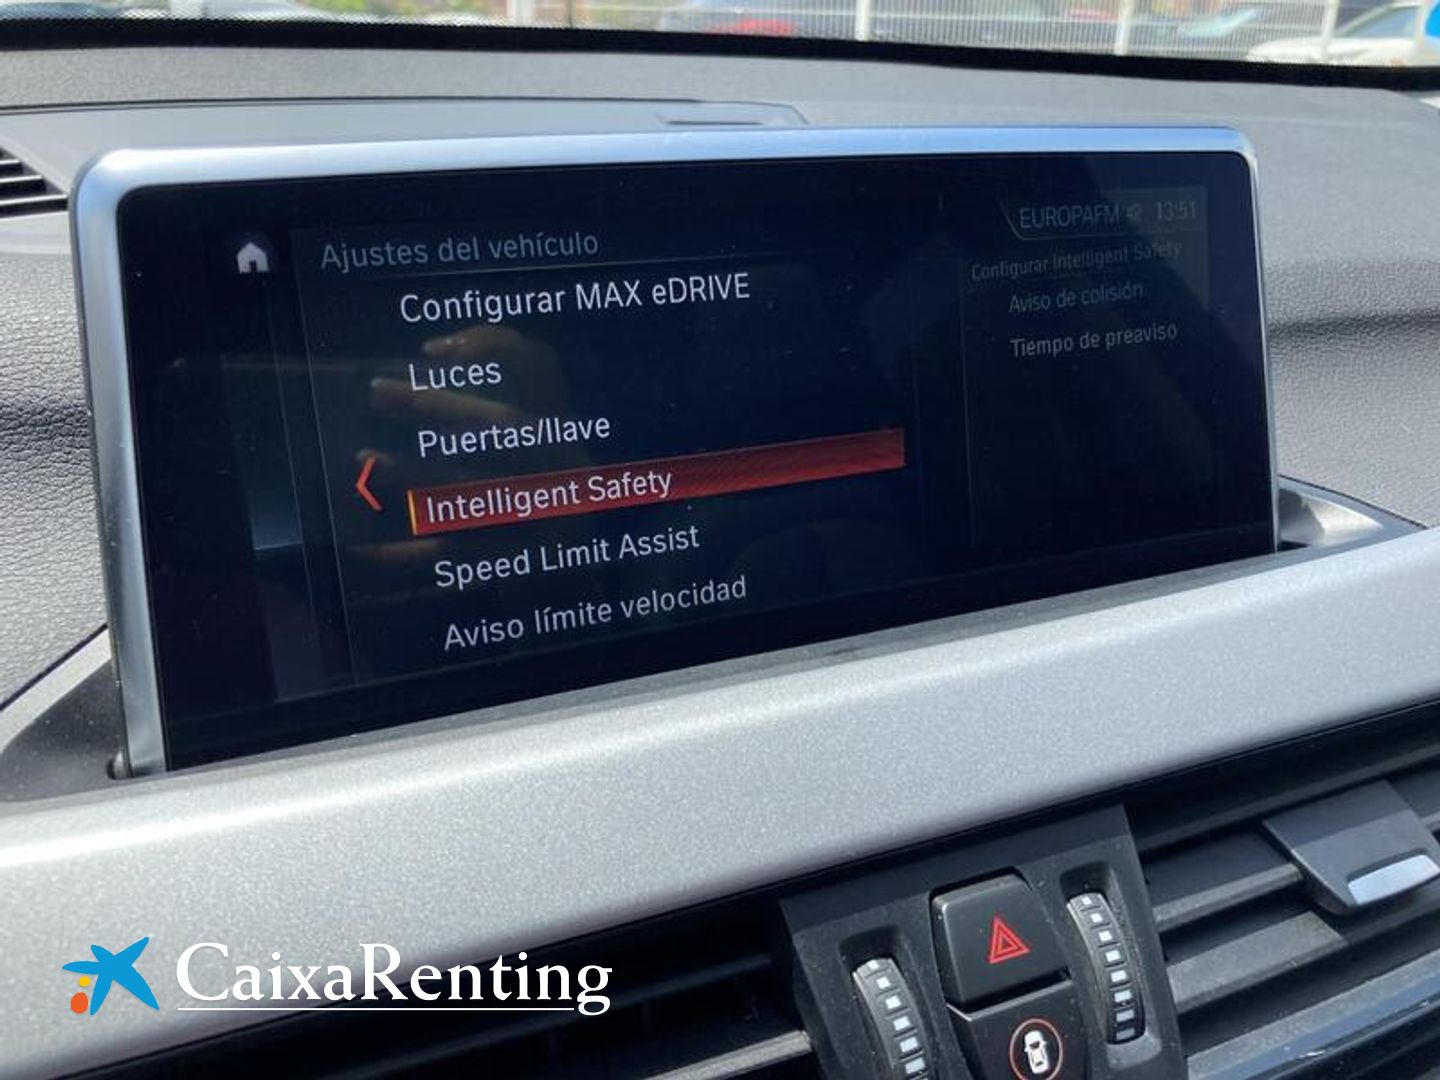 Ajustes del vehículo
EUROPAFM
13:51
Configurar MAX eDRIVE
Luces
Puertas/llave
Intelligent Safety
Speed Limit Assist
Aviso límite velocidad
Configurar Intelligent Safety
Aviso de colisión
Tiempo de preaviso
CaixaRenting